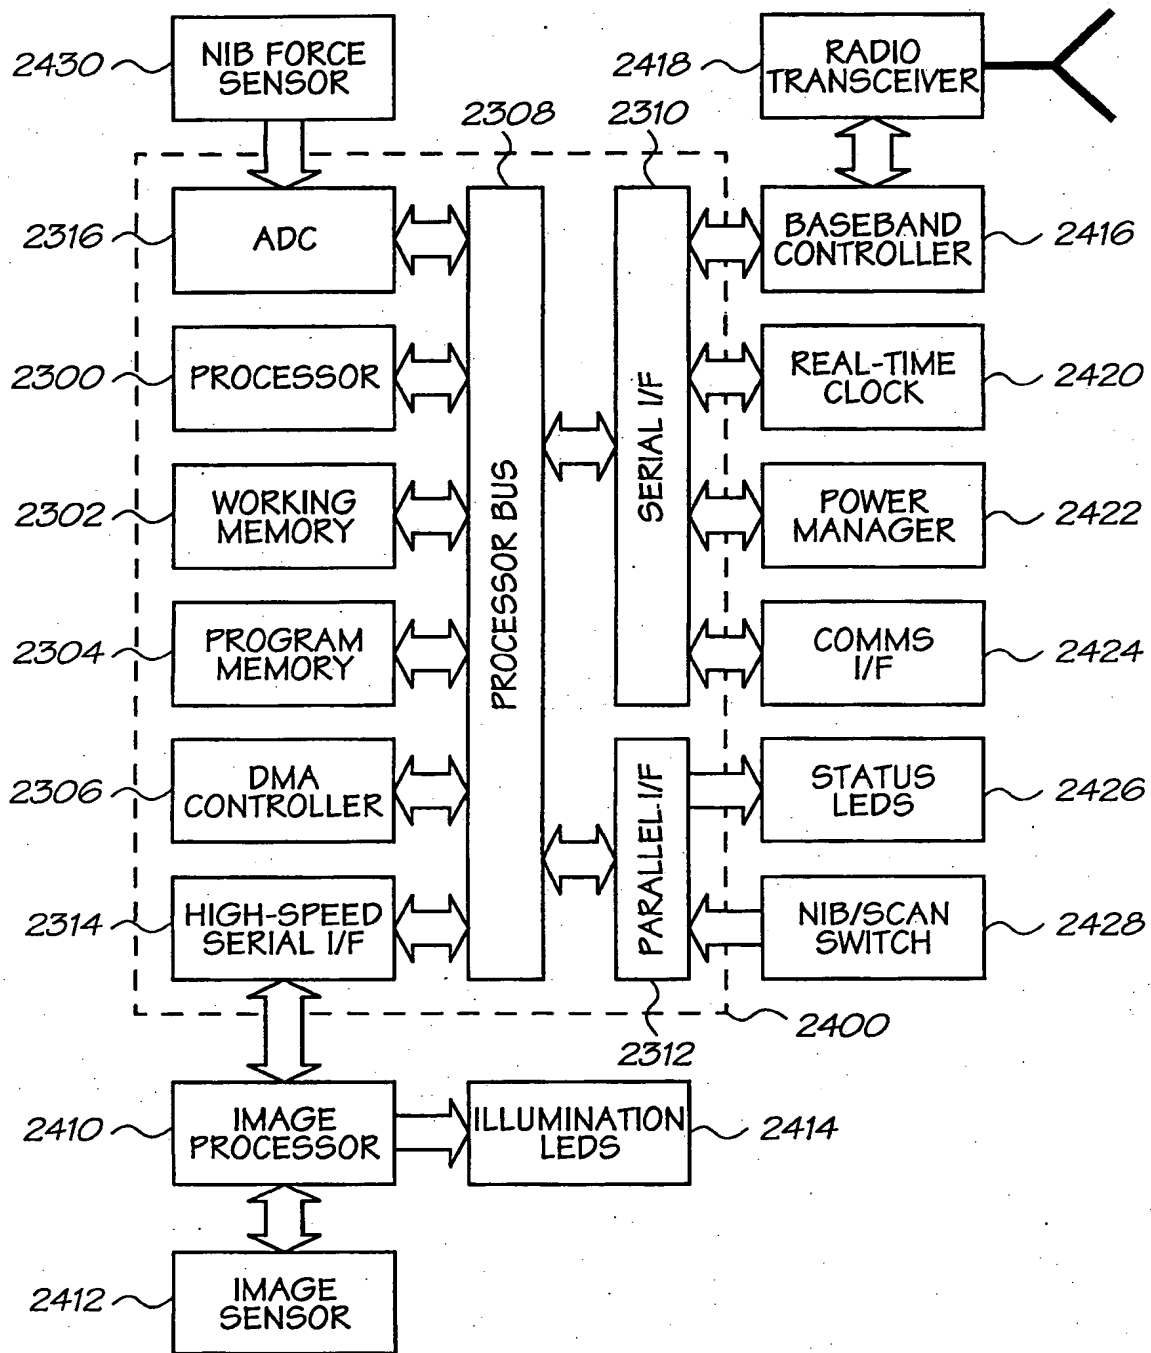 2430
NIB FORCE
SENSOR
2418
RADIO
TRANSCEIVER
2308
2310
2316
ADC
BASEBAND
CONTROLLER
2416
2300
PROCESSOR
REAL-TIME
CLOCK
2420
2302
WORKING
MEMORY
PROCESSOR BUS
SERIAL I/F
POWER
MANAGER
2422
2304
PROGRAM
MEMORY
COMMS
I/F
2424
2306
DMA
CONTROLLER
PARALLEL-I/F
STATUS
LEDS
2426
2314
HIGH-SPEED
SERIAL I/F
NIB/SCAN
SWITCH
2428
2400
2312
2410
IMAGE
PROCESSOR
ILLUMINATION
LEDS
2414
2412
IMAGE
SENSOR